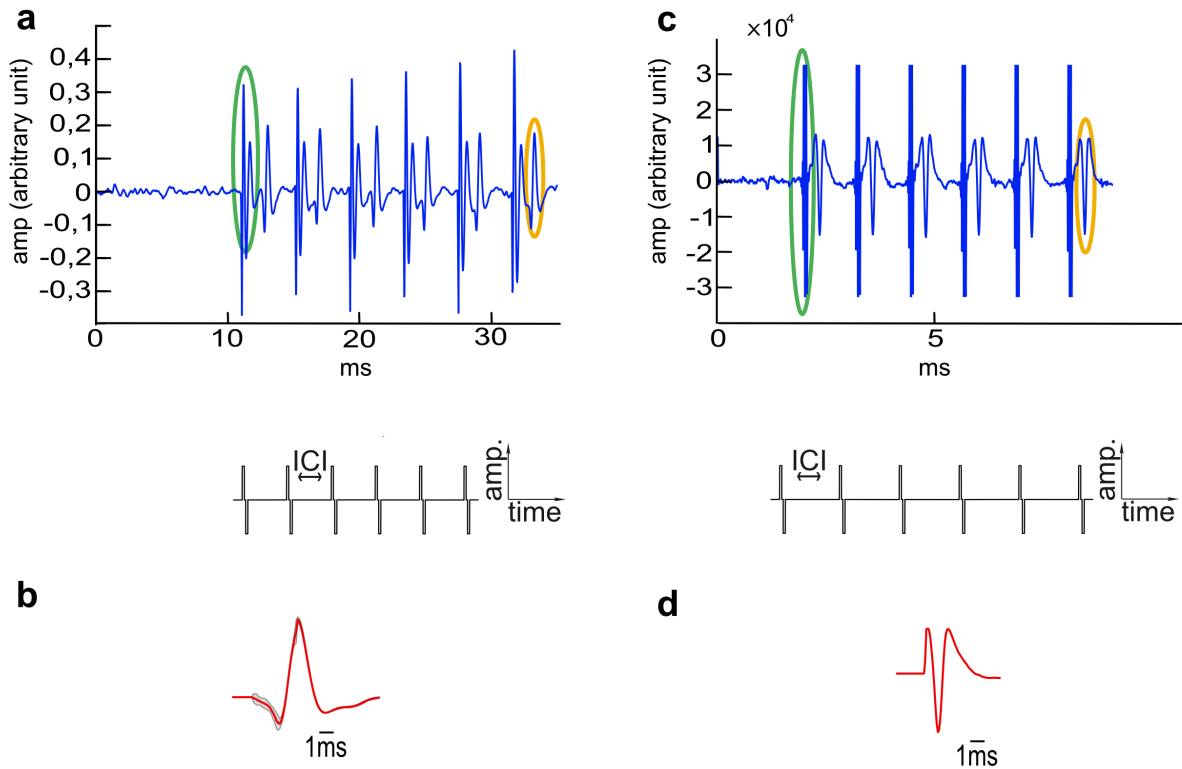 a
amp (arbitrary unit)
0,4
0,3
0,2
0,1
0
-0,1
0,2
-0,3
0 10 20 30
ms
ICI
amp.
time
b
1ms
c
×10⁴
amp (arbitrary unit)
3
2
1
0
-1
-2
-3
0 5
ms
ICI
amp.
time
d
1ms